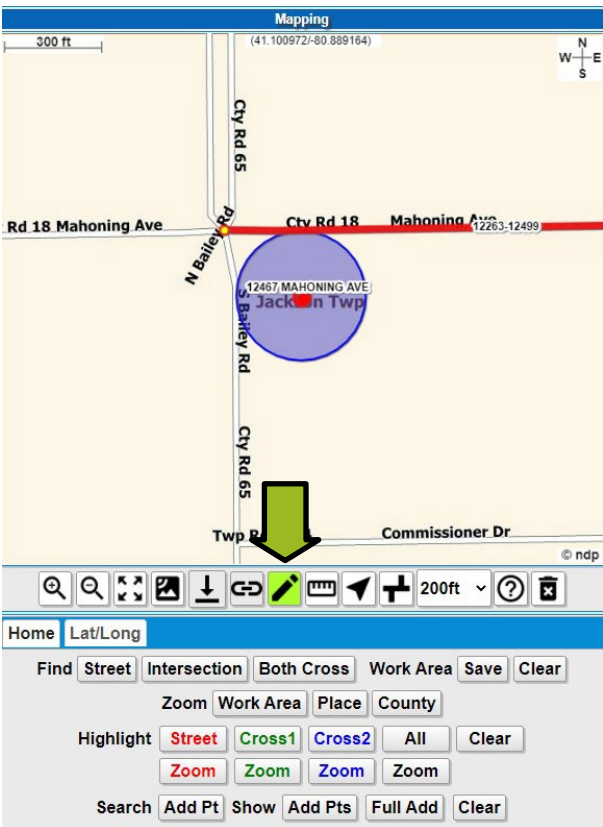 Mapping
300 ft
(41.100972/-80.889164)
N
W E
S
Cty Rd 65
Rd 18 Mahoning Ave
N Bailey Rd
Cty Rd 18 Mahoning Ave
12263-12499
12467 MAHONING AVE
Jackson Twp
S Bailey Rd
Cty Rd 65
Twp Commissioner Dr
© ndp
200ft
Home Lat/Long
Find Street Intersection Both Cross Work Area Save Clear
Zoom Work Area Place County
Highlight Street Cross1 Cross2 All Clear
Zoom Zoom Zoom Zoom
Search Add Pt Show Add Pts Full Add Clear